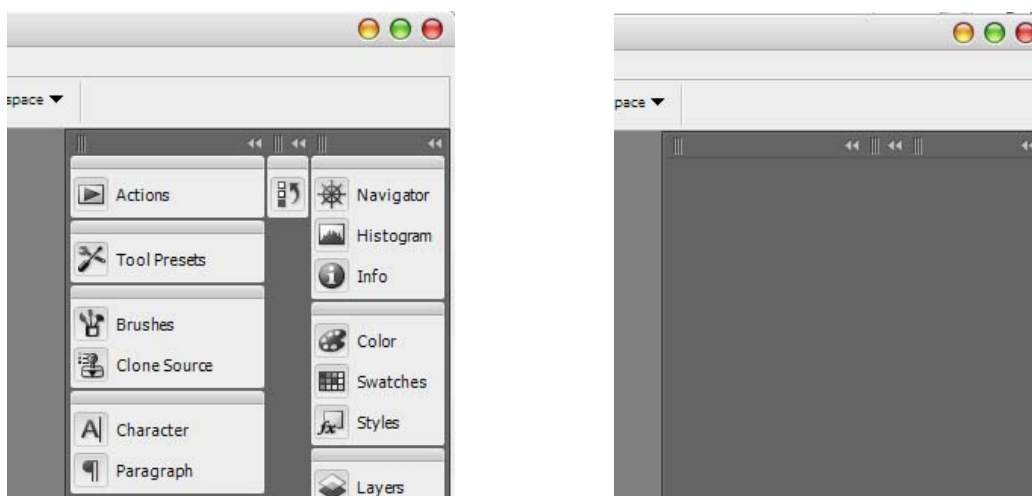 space
Actions
Tool Presets
Brushes
Clone Source
Character
Paragraph
Navigator
Histogram
Info
Color
Swatches
Styles
Layers
pace